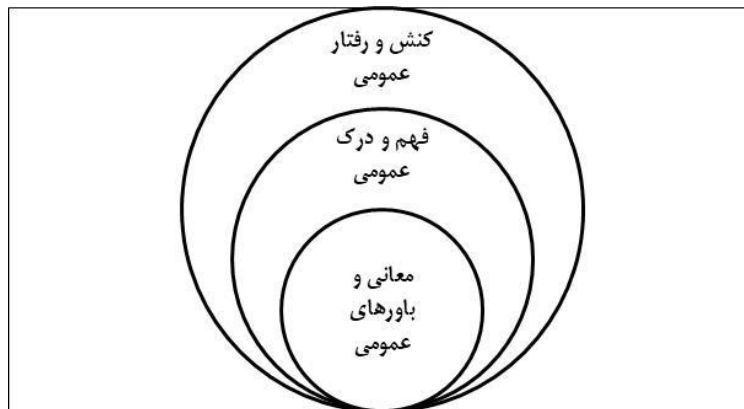 کنش و رفتار
عمومی
فهم و درک
عمومی
معانی و
باورهای
عمومی